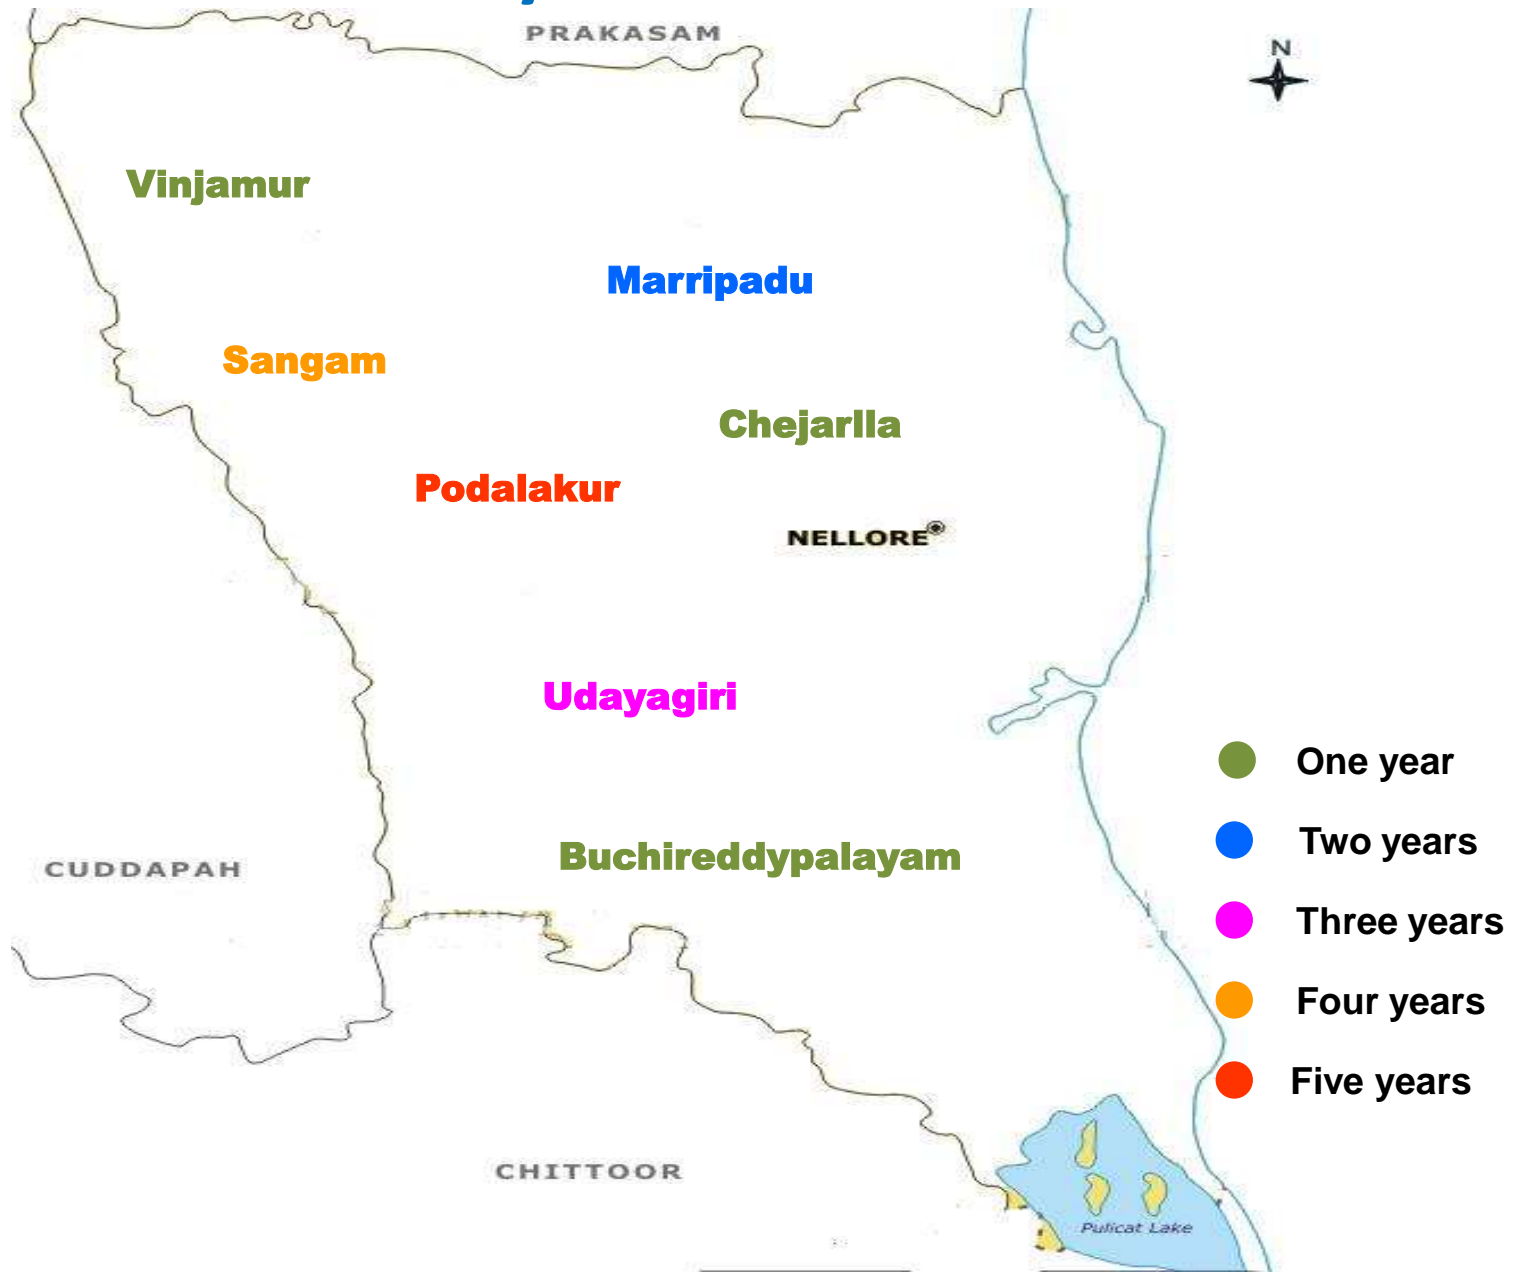 PRAKASAM
N
Vinjamur
Marripadu
Sangam
Chejarlla
Podalakur
NELLORE
Udayagiri
One year
Two years
Buchireddypalayam
CUDDAPAH
Three years
Four years
Five years
CHITTOOR
Pulicat Lake